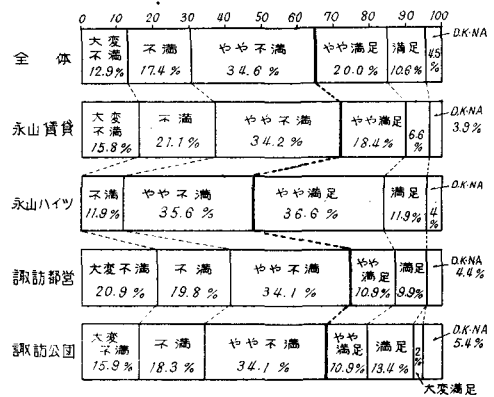 0 10 20 30 40 50 60 70 80 90 100
全体
大変不満 12.9%
不満 17.4%
やや不満 34.6%
やや満足 20.0%
満足 10.6%
4.5%
D.K-NA
永山賃貸
大変不満 15.8%
不満 21.1%
やや不満 34.2%
やや満足 18.4%
6.6%
D.K-NA 3.9%
永山ハイツ
不満 11.9%
やや不満 35.6%
やや満足 36.6%
満足 11.9%
4%
D.K-NA
諏訪都営
大変不満 20.9%
不満 19.8%
やや不満 34.1%
やや満足 10.9%
満足 9.9%
D.K-NA 4.4%
諏訪公団
大変不満 15.9%
不満 18.3%
やや不満 34.1%
やや満足 10.9%
満足 13.4%
2%
D.K-NA 5.4%
大変満足